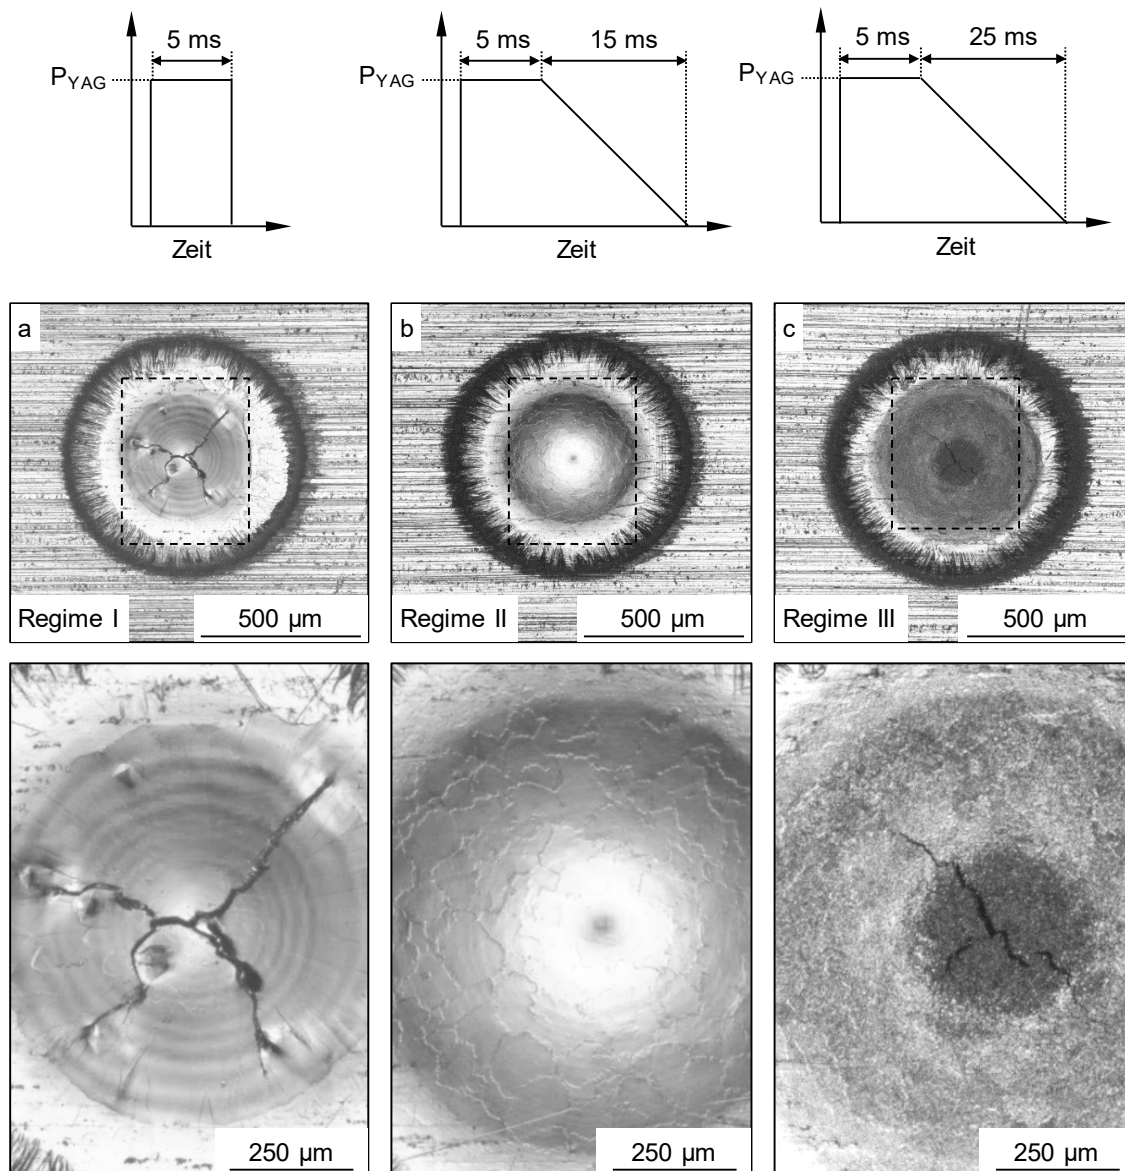 5 ms
P_YAG
Zeit
5 ms 15 ms
P_YAG
Zeit
5 ms 25 ms
P_YAG
Zeit
a
Regime I
500 µm
b
Regime II
500 µm
c
Regime III
500 µm
250 µm
250 µm
250 µm